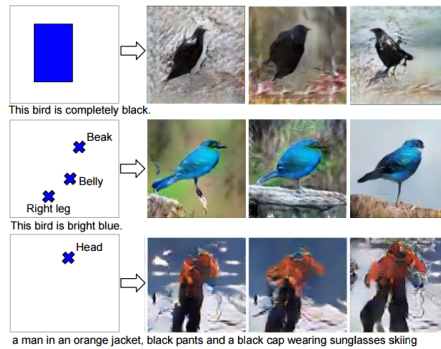 This bird is completely black.
Beak
Belly
Right leg
This bird is bright blue.
Head
a man in an orange jacket, black pants and a black cap wearing sunglasses skiing